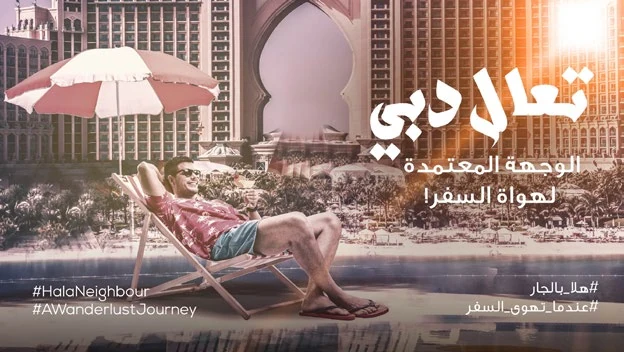 تعال دبي
الوجهة المعتمدة
لهواة السفر!
#هلا_بالجار
#عندما_تهوى_السفر
#HalaNeighbour
#AWanderlustJourney